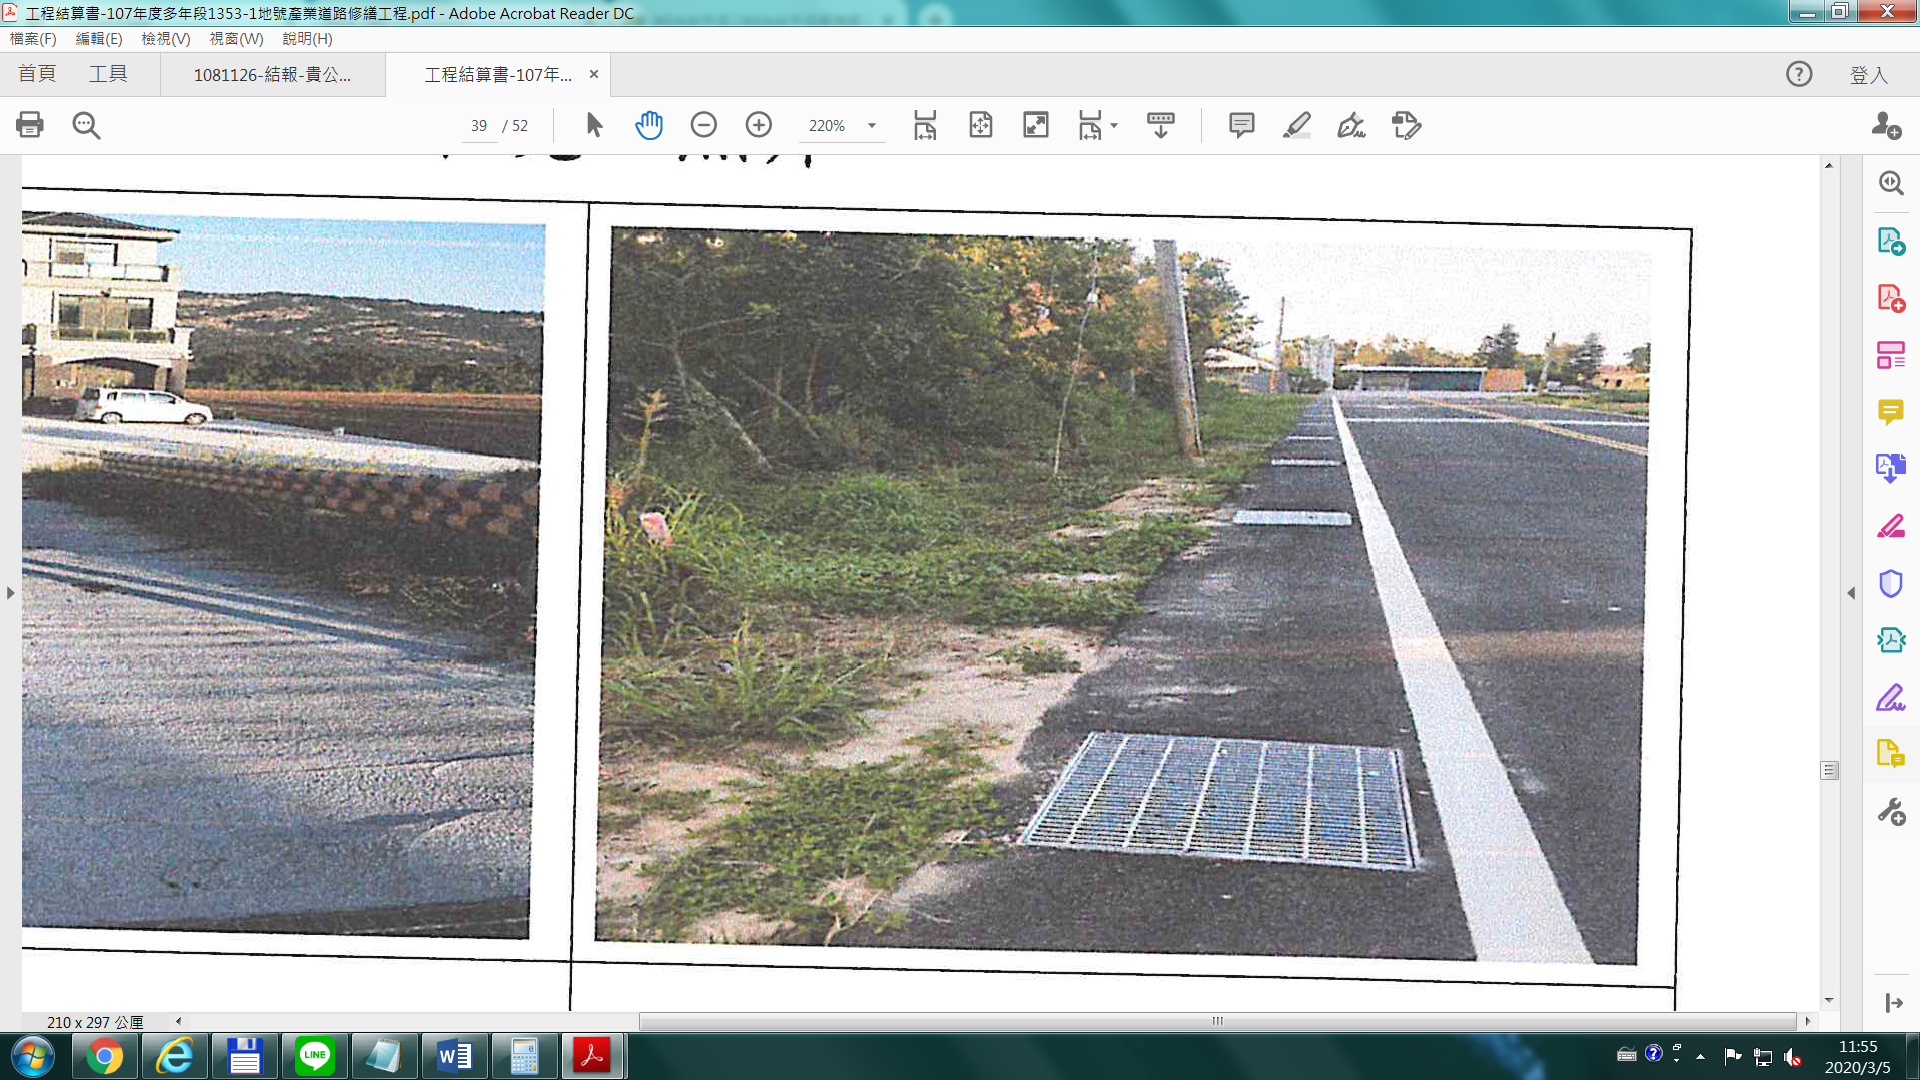 工程結算書-107年度多年段1353-1地號產業道路修繕工程.pdf - Adobe Acrobat Reader DC
檔案(F) 編輯(E) 檢視(V) 視窗(W) 說明(H)
首頁 工具 1081126-結報-貴公... 工程結算書-107年... × 登入
39 / 52 220%
210 x 297 公厘
LINE
11:55
2020/3/5